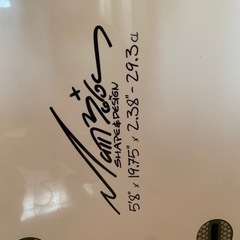 SHAPE & DESIGN
5'8" x 19.75" x 2.38" - 29.3 CL